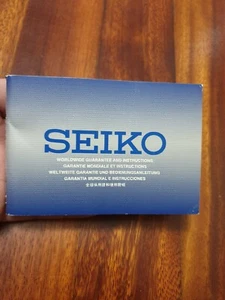 SEIKO
WORLDWIDE GUARANTEE AND INSTRUCTIONS
GARANTIE MONDIALE ET INSTRUCTIONS
WELTWEITE GARANTIE UND BEDIENUNGSANLEITUNG
GARANTIA MUNDIAL E INSTRUCCIONES